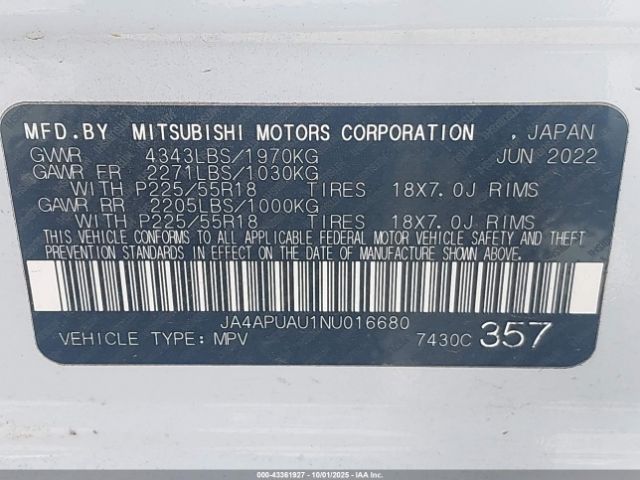 MFD.BY MITSUBISHI MOTORS CORPORATION , JAPAN
GVWR 4343LBS/1970KG JUN 2022
GAWR FR 2271LBS/1030KG
WITH P225/55R18 TIRES 18X7.0J RIMS
GAWR RR 2205LBS/1000KG
WITH P225/55R18 TIRES 18X7.0J RIMS
THIS VEHICLE CONFORMS TO ALL APPLICABLE FEDERAL MOTOR VEHICLE SAFETY AND THEFT
PREVENTION STANDARDS IN EFFECT ON THE DATE OF MANUFACTURE SHOWN ABOVE.
JA4APUAU1NU016680
VEHICLE TYPE: MPV 7430C 357
000-43361927 - 10/01/2025 - COPYRIGHT IAA, LLC.